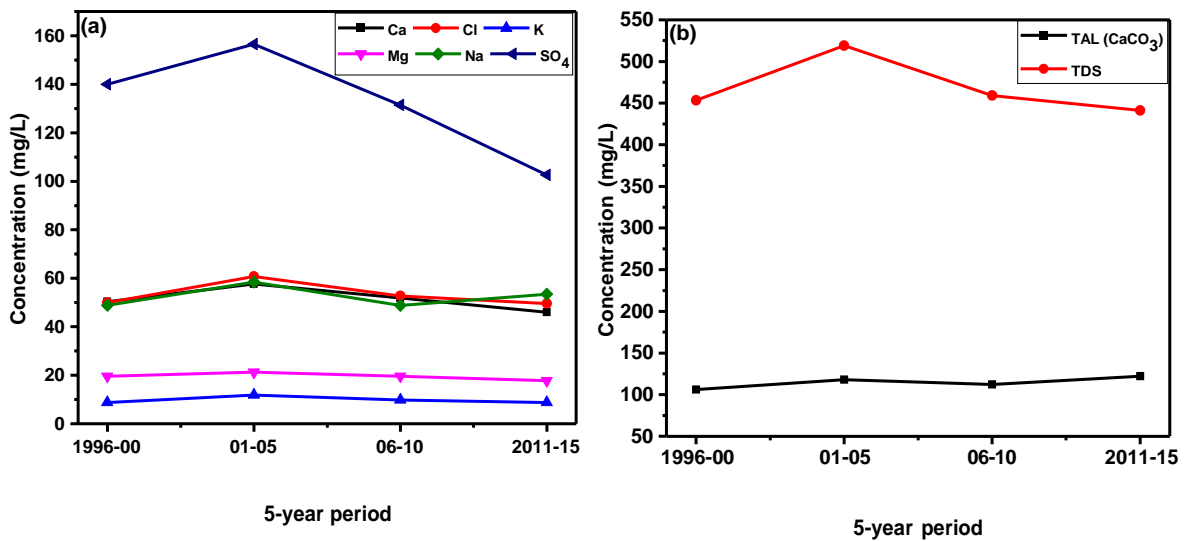 (a)
Ca Cl K
Mg Na SO4
Concentration (mg/L)
160
140
120
100
80
60
40
20
0
1996-00 01-05 06-10 2011-15
5-year period
(b)
TAL (CaCO3)
TDS
Concentration (mg/L)
550
500
450
400
350
300
250
200
150
100
50
1996-00 01-05 06-10 2011-15
5-year period